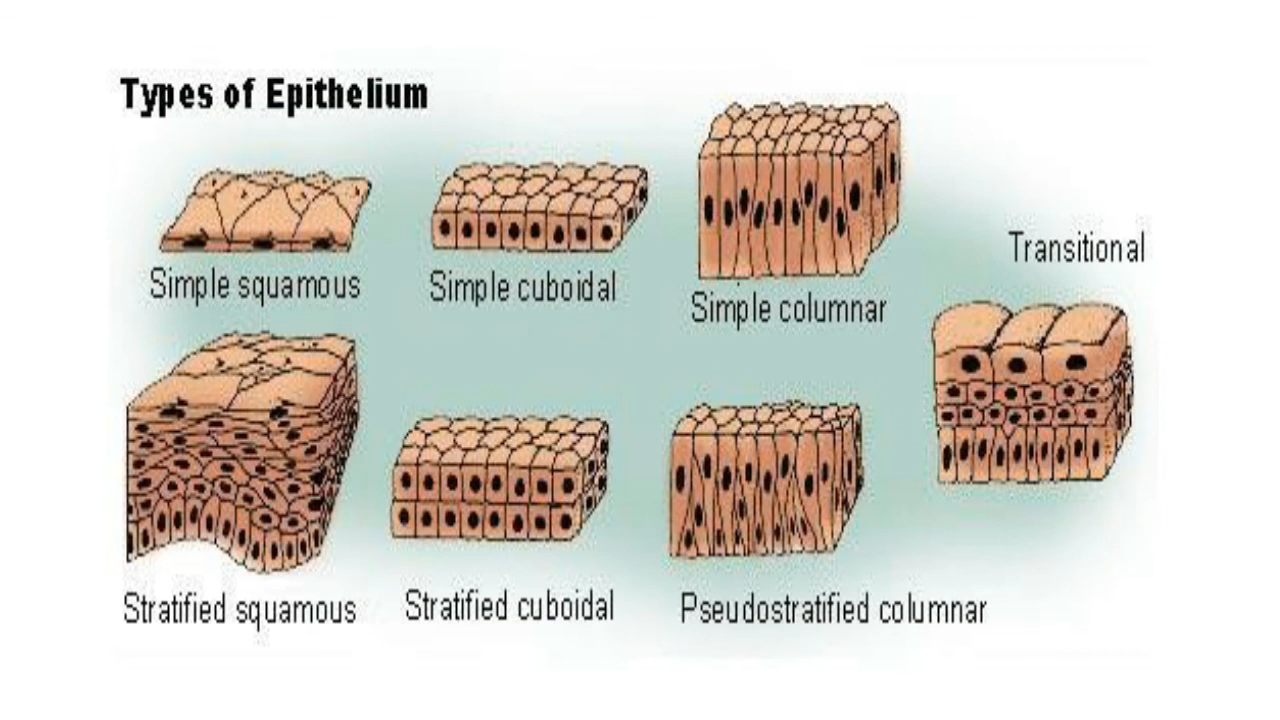 Types of Epithelium
Transitional
Simple squamous
Simple cuboidal
Simple columnar
Stratified squamous
Stratified cuboidal
Pseudostratified columnar